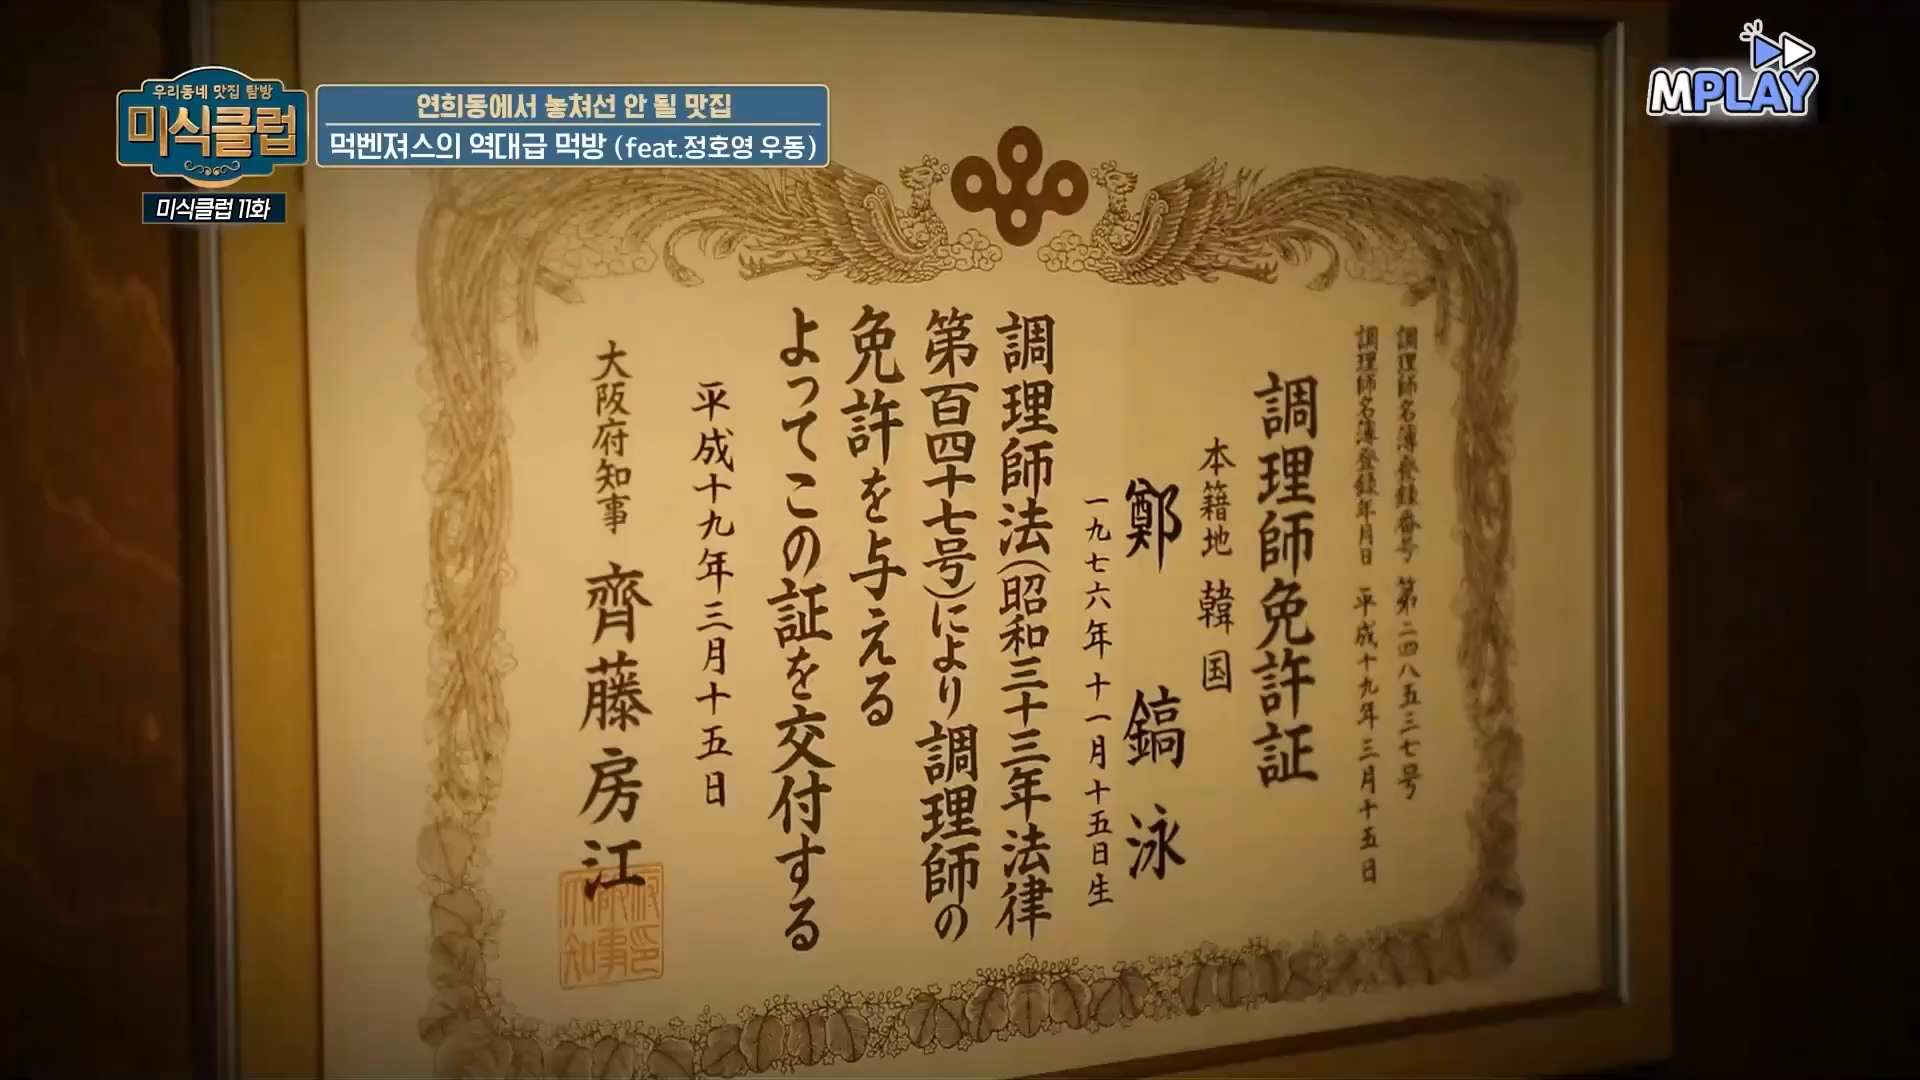 우리동네 맛집 탐방
미식클럽
미식클럽 11화
연희동에서 놓쳐선 안 될 맛집
먹벤져스의 역대급 먹방 (feat.정호영 우동)
MPLAY
調理師名簿登録番号 第二四八五三七号
調理師名簿登録年月日 平成十九年三月十五日
調理師免許証
本籍地 韓国
鄭 鎬 泳
一九七六年十一月十五日生
調理師法(昭和三十三年法律
第百四十七号)により調理師の
免許を与える
よってこの証を交付する
平成十九年三月十五日
大阪府知事 齊藤房江
大阪府知事印